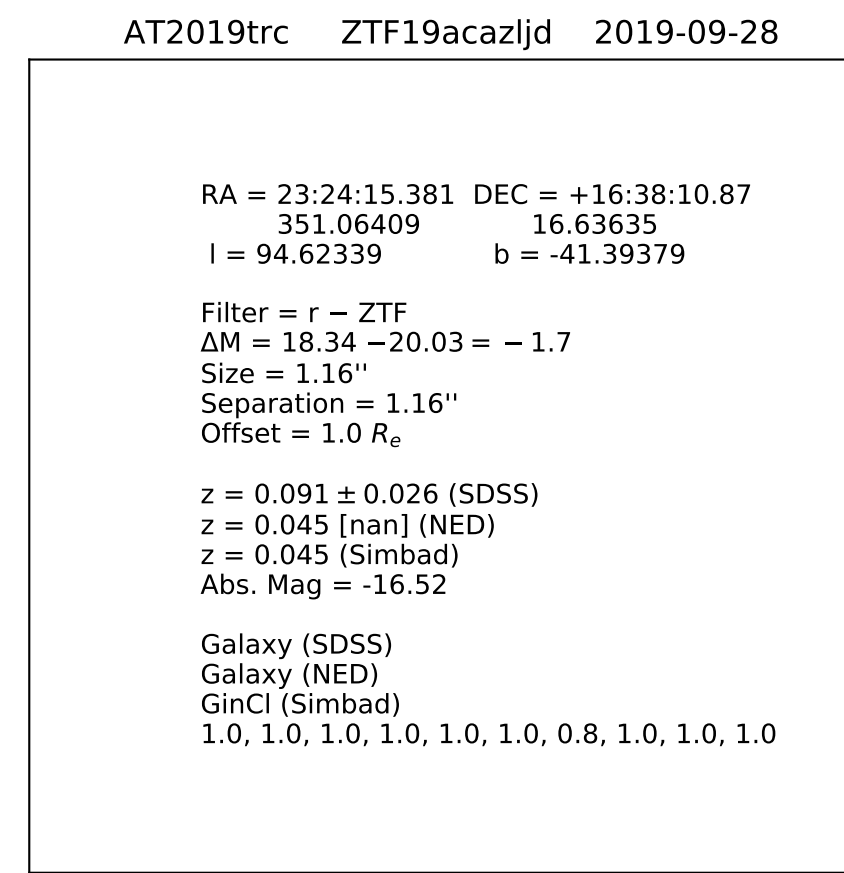 AT2019trc ZTF19acazljd 2019-09-28
RA = 23:24:15.381 DEC = +16:38:10.87
351.06409 16.63635
l = 94.62339 b = -41.39379
Filter = r − ZTF
ΔM = 18.34 −20.03 = − 1.7
Size = 1.16''
Separation = 1.16''
Offset = 1.0 Re
z = 0.091 ± 0.026 (SDSS)
z = 0.045 [nan] (NED)
z = 0.045 (Simbad)
Abs. Mag = -16.52
Galaxy (SDSS)
Galaxy (NED)
GinCl (Simbad)
1.0, 1.0, 1.0, 1.0, 1.0, 1.0, 0.8, 1.0, 1.0, 1.0